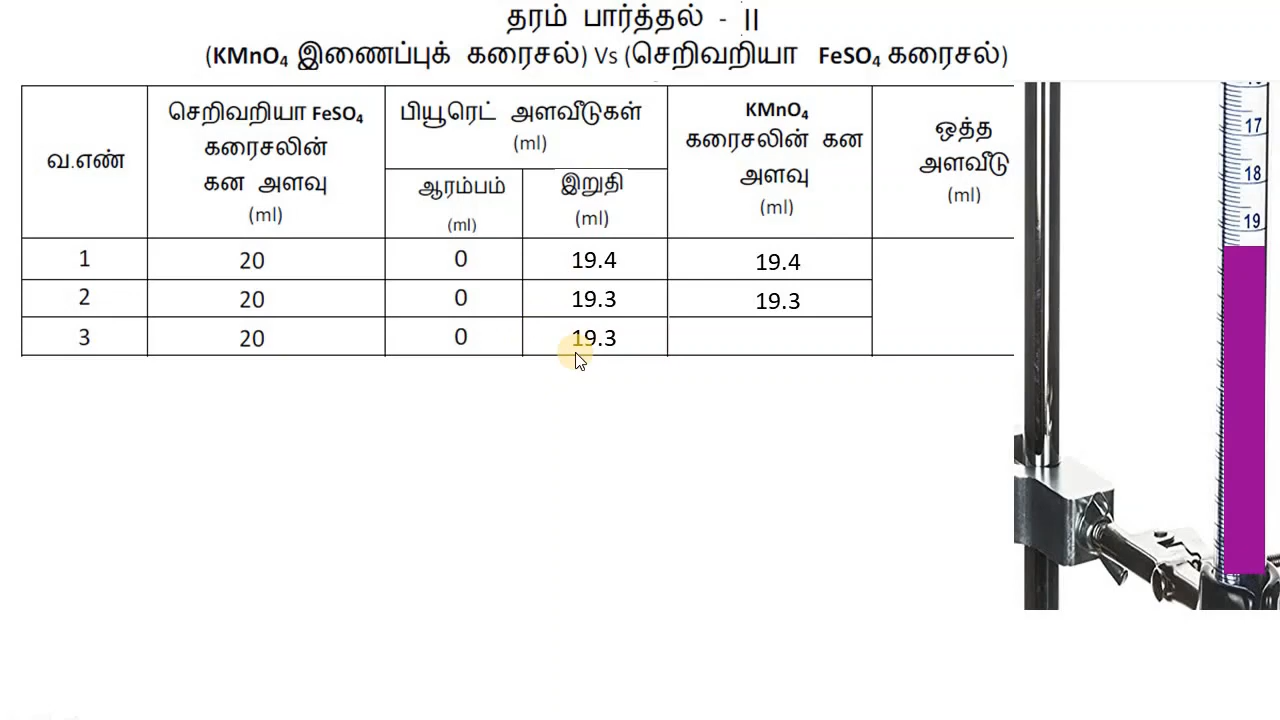 தரம் பார்த்தல் - II
(KMnO₄ இணைப்புக் கரைசல்) Vs (செறிவறியா FeSO₄ கரைசல்)
வ.எண்
செறிவறியா FeSO₄
கரைசலின்
கன அளவு
(ml)
பியூரெட் அளவீடுகள்
(ml)
ஆரம்பம்
(ml)
இறுதி
(ml)
KMnO₄
கரைசலின் கன
அளவு
(ml)
ஒத்த
அளவீடு
(ml)
1 20 0 19.4 19.4
2 20 0 19.3 19.3
3 20 0 19.3
17
18
19